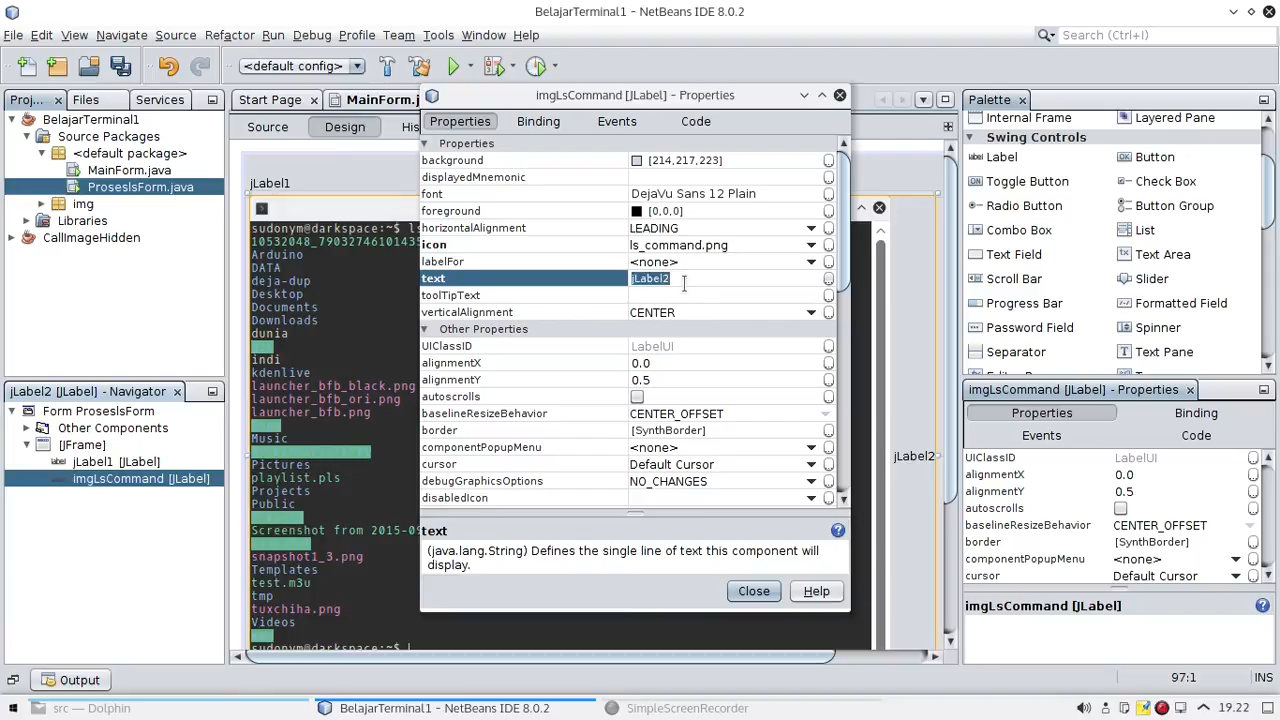 BelajarTerminal1 - NetBeans IDE 8.0.2
File Edit View Navigate Source Refactor Run Debug Profile Team Tools Window Help
Search (Ctrl+I)
<default config>
Proj... Files Services
BelajarTerminal1
Source Packages
<default package>
MainForm.java
ProseslsForm.java
img
Libraries
CallImageHidden
jLabel2 [JLabel] - Navigator
Form ProseslsForm
Other Components
[JFrame]
jLabel1 [JLabel]
imgLsCommand [JLabel]
Start Page MainForm.j
Source Design His
jLabel1
sudonym@darkspace:~$ ls
10532048_79032746101435
Arduino
DATA
deja-dup
Desktop
Documents
Downloads
dunia
indi
kdenlive
launcher_bfb_black.png
launcher_bfb_ori.png
launcher_bfb.png
Music
Pictures
playlist.pls
Projects
Public
Screenshot from 2015-09
snapshot1_3.png
Templates
test.m3u
tmp
tuxchiha.png
Videos
sudonym@darkspace:~$
jLabel2
imgLsCommand [JLabel] - Properties
Properties Binding Events Code
Properties
background [214,217,223]
displayedMnemonic
font DejaVu Sans 12 Plain
foreground [0,0,0]
horizontalAlignment LEADING
icon ls_command.png
labelFor <none>
text jLabel2
toolTipText
verticalAlignment CENTER
Other Properties
UIClassID LabelUI
alignmentX 0.0
alignmentY 0.5
autoscrolls
baselineResizeBehavior CENTER_OFFSET
border [SynthBorder]
componentPopupMenu <none>
cursor Default Cursor
debugGraphicsOptions NO_CHANGES
disabledIcon
text
(java.lang.String) Defines the single line of text this component will
display.
Close Help
Palette
Internal Frame Layered Pane
Swing Controls
Label Button
Toggle Button Check Box
Radio Button Button Group
Combo Box List
Text Field Text Area
Scroll Bar Slider
Progress Bar Formatted Field
Password Field Spinner
Separator Text Pane
imgLsCommand [JLabel] - Properties
Properties Binding
Events Code
UIClassID LabelUI
alignmentX 0.0
alignmentY 0.5
autoscrolls
baselineResizeBehavior CENTER_OFFSET
border [SynthBorder]
componentPopupMenu <none>
cursor Default Cursor
imgLsCommand [JLabel]
Output
97:1 INS
src — Dolphin
BelajarTerminal1 - NetBeans IDE 8.0.2
SimpleScreenRecorder
19.22